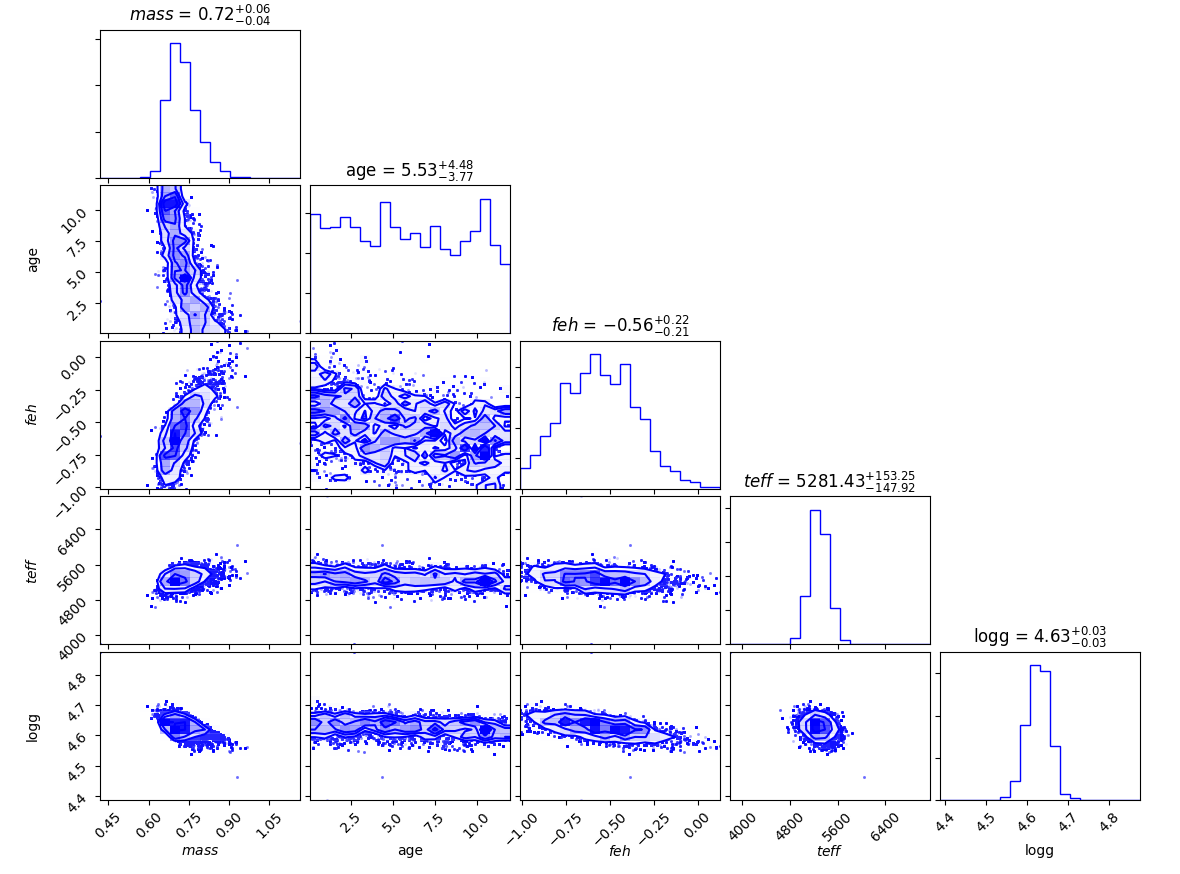 mass = 0.72+0.06 −0.04
age = 5.53+4.48 −3.77
age
10.0
7.5
5.0
2.5
feh = −0.56+0.22 −0.21
feh
0.00
−0.25
−0.50
−0.75
−1.00
teff = 5281.43+153.25 −147.92
teff
6400
5600
4800
4000
logg = 4.63+0.03 −0.03
logg
4.8
4.7
4.6
4.5
4.4
0.45 0.60 0.75 0.90 1.05 2.5 5.0 7.5 10.0 −1.00 −0.75 −0.50 −0.25 0.00 4000 4800 5600 6400 4.4 4.5 4.6 4.7 4.8
mass age feh teff logg